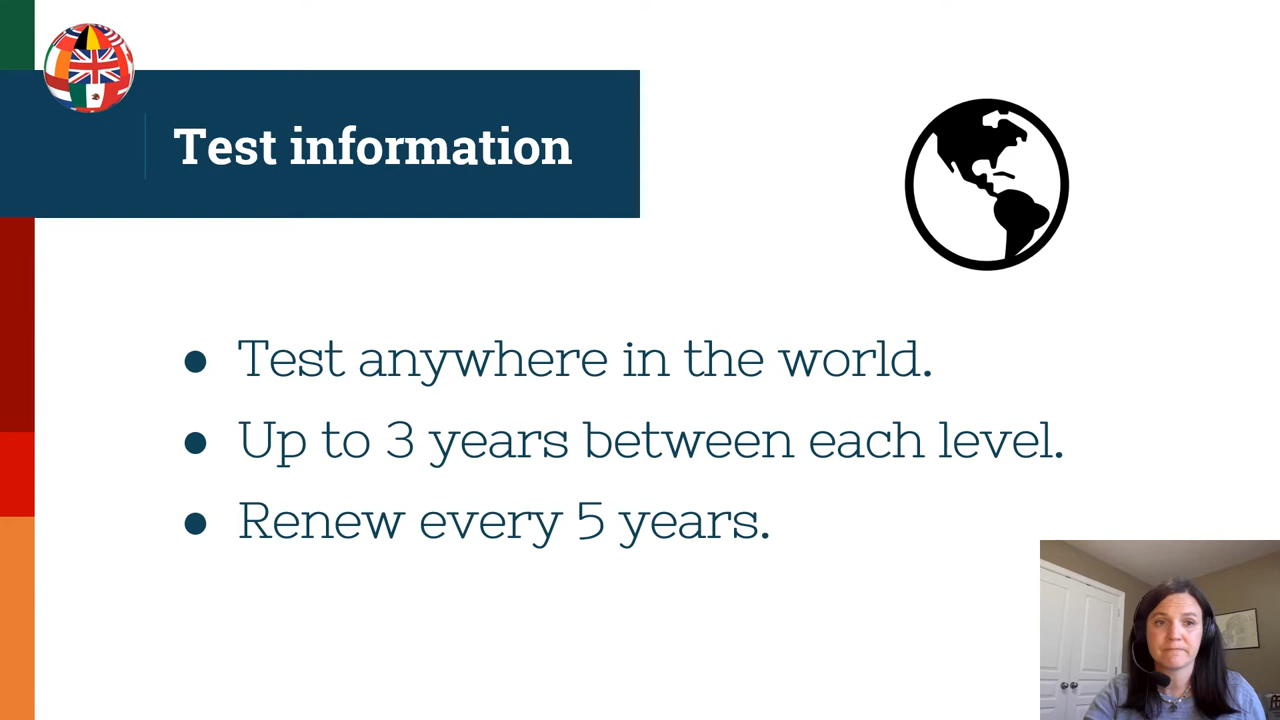 Test information
● Test anywhere in the world.
● Up to 3 years between each level.
● Renew every 5 years.